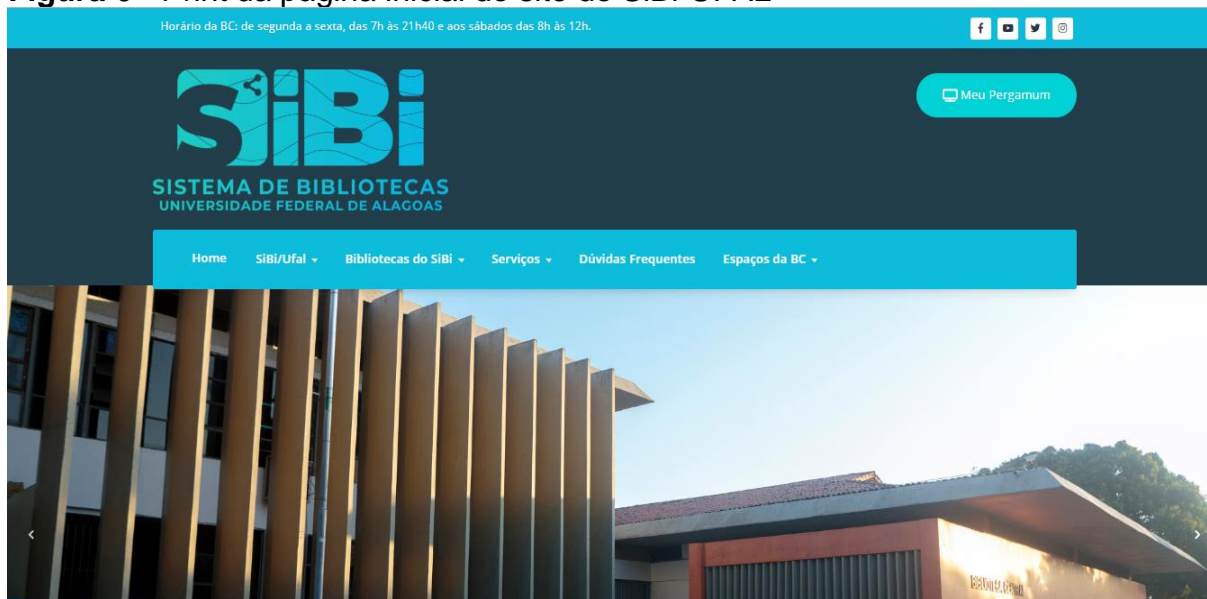 Horário da BC: de segunda a sexta, das 7h às 21h40 e aos sábados das 8h às 12h.
SiBi
Meu Pergamum
SISTEMA DE BIBLIOTECAS
UNIVERSIDADE FEDERAL DE ALAGOAS
Home SiBi/Ufal Bibliotecas do SiBi Serviços Dúvidas Frequentes Espaços da BC
BIBLIOTECA CENTRAL